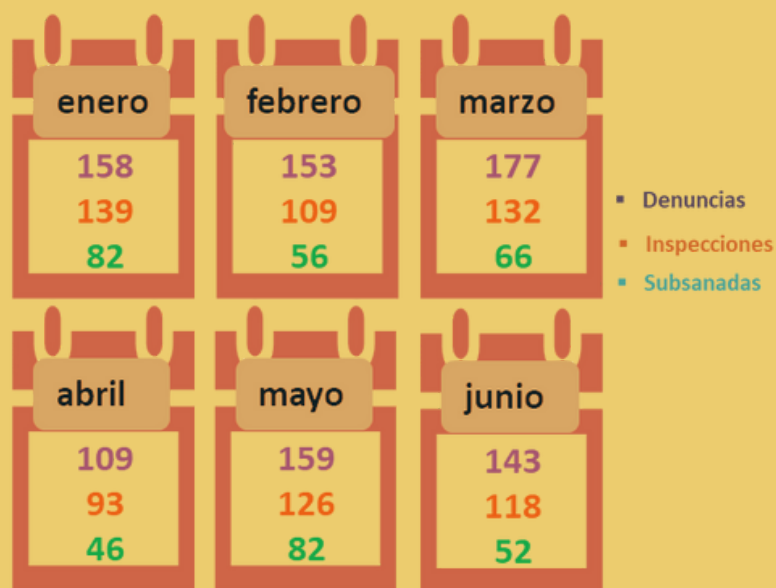 enero
158
139
82
febrero
153
109
56
marzo
177
132
66
Denuncias
Inspecciones
Subsanadas
abril
109
93
46
mayo
159
126
82
junio
143
118
52